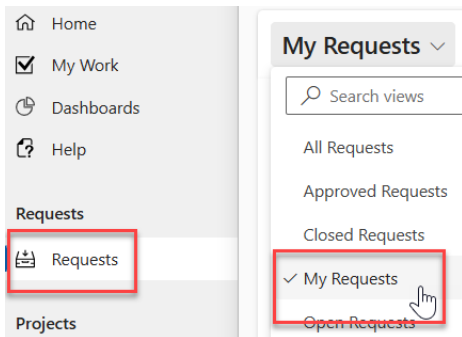 Home
My Work
Dashboards
Help
Requests
Requests
Projects
My Requests
Search views
All Requests
Approved Requests
Closed Requests
My Requests
Open Requests